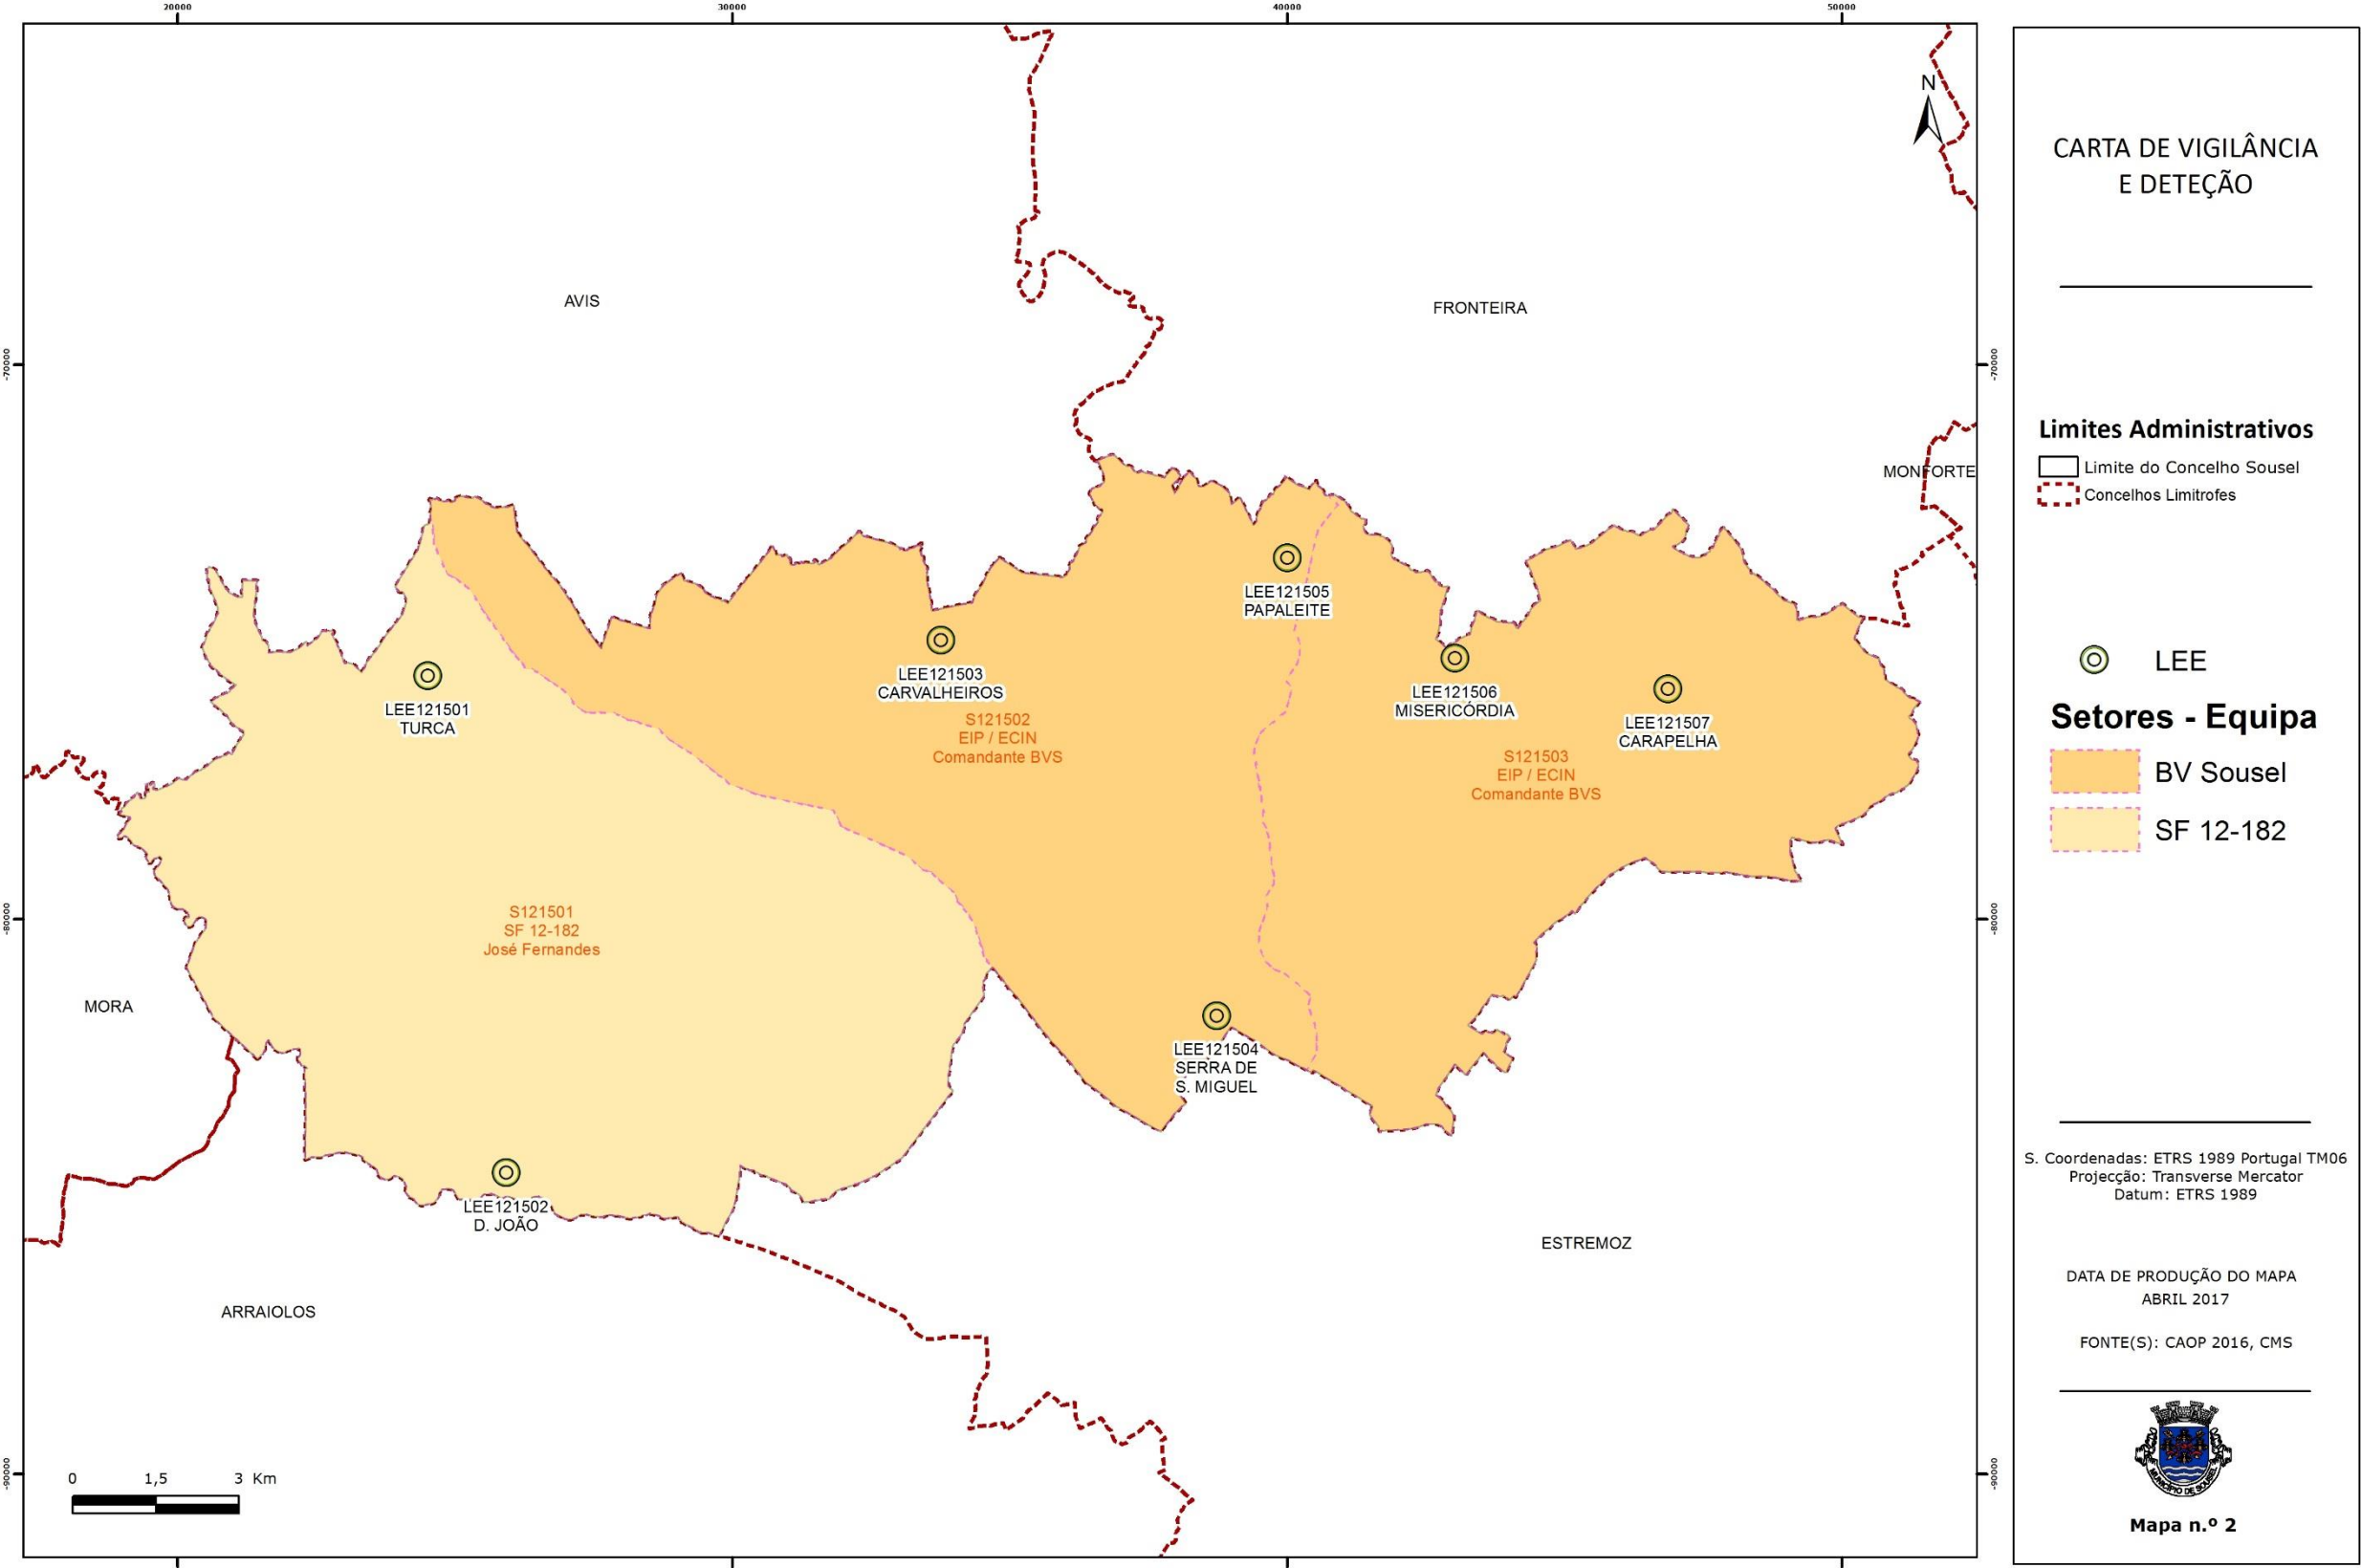 20000
30000
40000
50000
N
AVIS
FRONTEIRA
-70000
-70000
MONFORTE
LEE121505
PAPALEITE
LEE121503
CARVALHEIROS
LEE121501
TURCA
LEE121506
MISERICÓRDIA
LEE121507
CARAPELHA
S121502
EIP / ECIN
Comandante BVS
S121503
EIP / ECIN
Comandante BVS
-80000
-80000
S121501
SF 12-182
José Fernandes
MORA
LEE121504
SERRA DE
S. MIGUEL
LEE121502
D. JOÃO
ESTREMOZ
ARRAIOLOS
-90000
-90000
0 1,5 3 Km
CARTA DE VIGILÂNCIA
E DETEÇÃO
Limites Administrativos
Limite do Concelho Sousel
Concelhos Limitrofes
LEE
Setores - Equipa
BV Sousel
SF 12-182
S. Coordenadas: ETRS 1989 Portugal TM06
Projecção: Transverse Mercator
Datum: ETRS 1989
DATA DE PRODUÇÃO DO MAPA
ABRIL 2017
FONTE(S): CAOP 2016, CMS
MUNICÍPIO DE SOUSEL
Mapa n.º 2